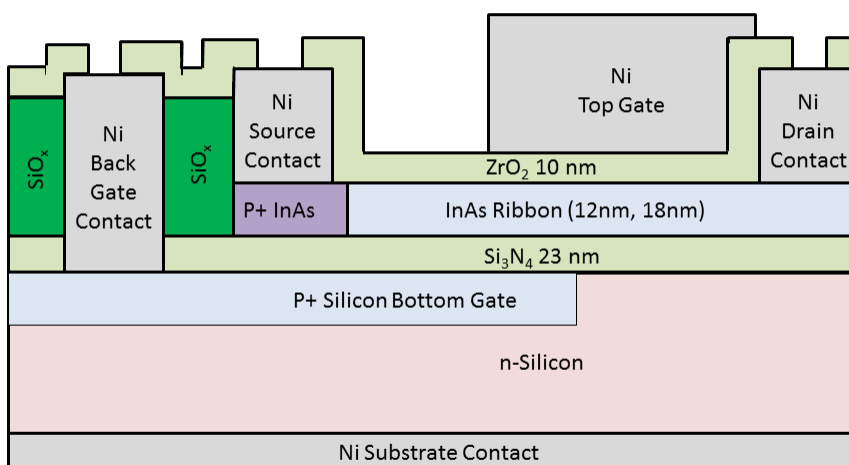 SiOₓ
Ni
Back
Gate
Contact
SiOₓ
Ni
Source
Contact
Ni
Top Gate
Ni
Drain
Contact
ZrO₂ 10 nm
P+ InAs
InAs Ribbon (12nm, 18nm)
Si₃N₄ 23 nm
P+ Silicon Bottom Gate
n-Silicon
Ni Substrate Contact